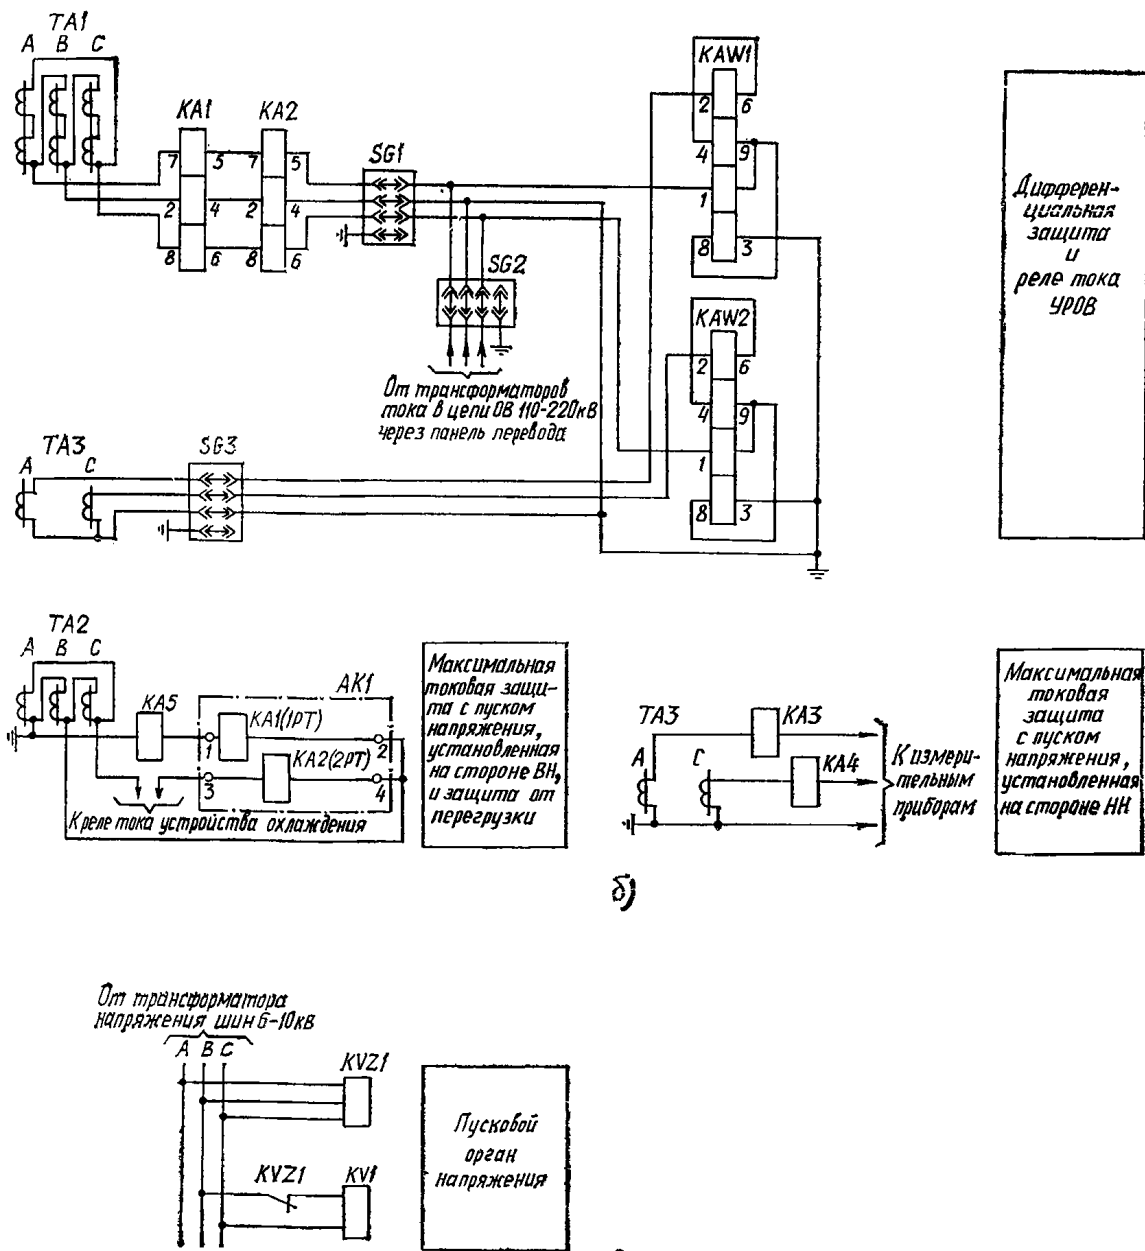 TA1
A B C
KA1 KA2
7 5 7 5
2 4 2 4
8 6 8 6
SG1
SG2
От трансформаторов
тока в цепи ОВ 110-220кВ
через панель перевода
KAW1
2 6
4 9
1
8 3
KAW2
2 6
4 9
1
8 3
Дифферен-
циальная
защита
и
реле тока
УРОВ
TA3
A C
SG3
TA2
A B C
KA5
AK1
KA1(1РТ)
1 2
KA2(2РТ)
3 4
К реле тока устройства охлаждения
Максимальная
токовая защи-
та с пуском
напряжения,
установленная
на стороне ВН,
и защита от
перегрузки
TA3
A C
KA3
KA4
К измери-
тельным
приборам
Максимальная
токовая
защита
с пуском
напряжения,
установленная
на стороне НН
б)
От трансформатора
напряжения шин 6-10кв
A B C
KVZ1
KVZ1 KV1
Пусковой
орган
напряжения